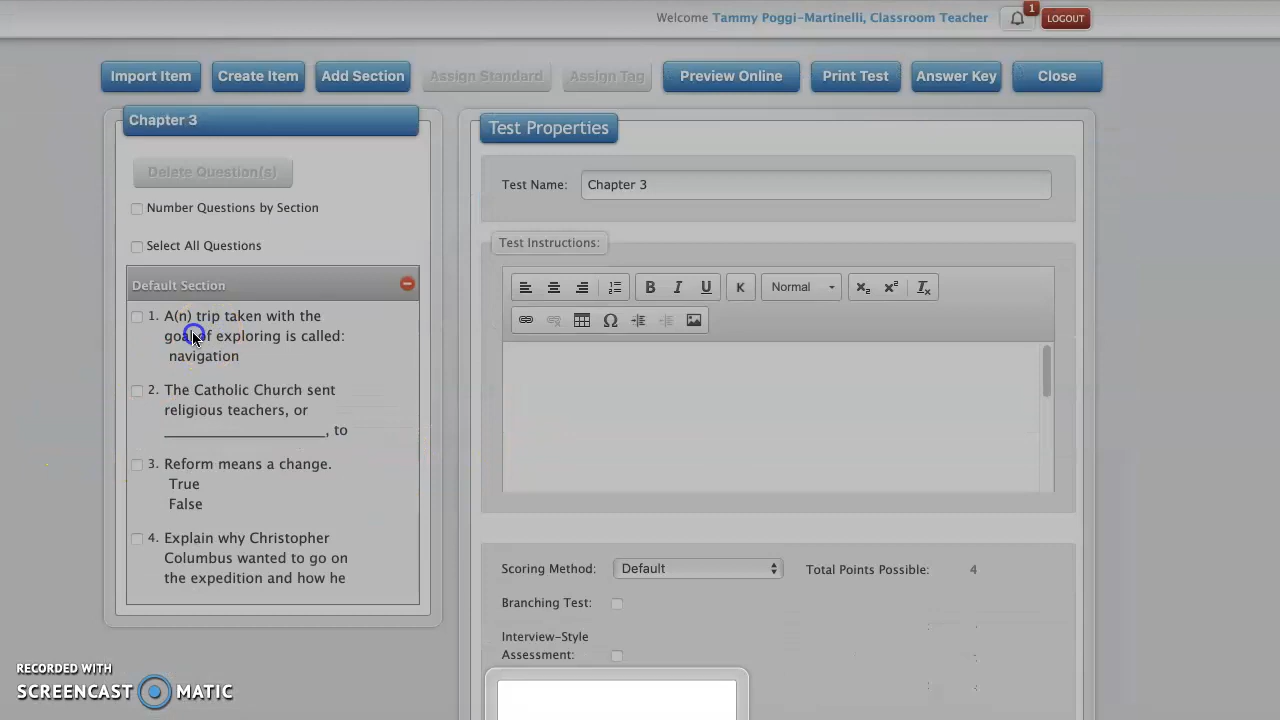 Welcome Tammy Poggi-Martinelli, Classroom Teacher
1
LOGOUT
Import Item
Create Item
Add Section
Assign Standard
Assign Tag
Preview Online
Print Test
Answer Key
Close
Chapter 3
Delete Question(s)
Number Questions by Section
Select All Questions
Default Section
1. A(n) trip taken with the
goal of exploring is called:
navigation
2. The Catholic Church sent
religious teachers, or
____________________, to
3. Reform means a change.
True
False
4. Explain why Christopher
Columbus wanted to go on
the expedition and how he
Test Properties
Test Name: Chapter 3
Test Instructions:
B I U K Normal x₂ x² Tx
Ω
Scoring Method: Default Total Points Possible: 4
Branching Test:
Interview-Style
Assessment:
RECORDED WITH
SCREENCAST MATIC